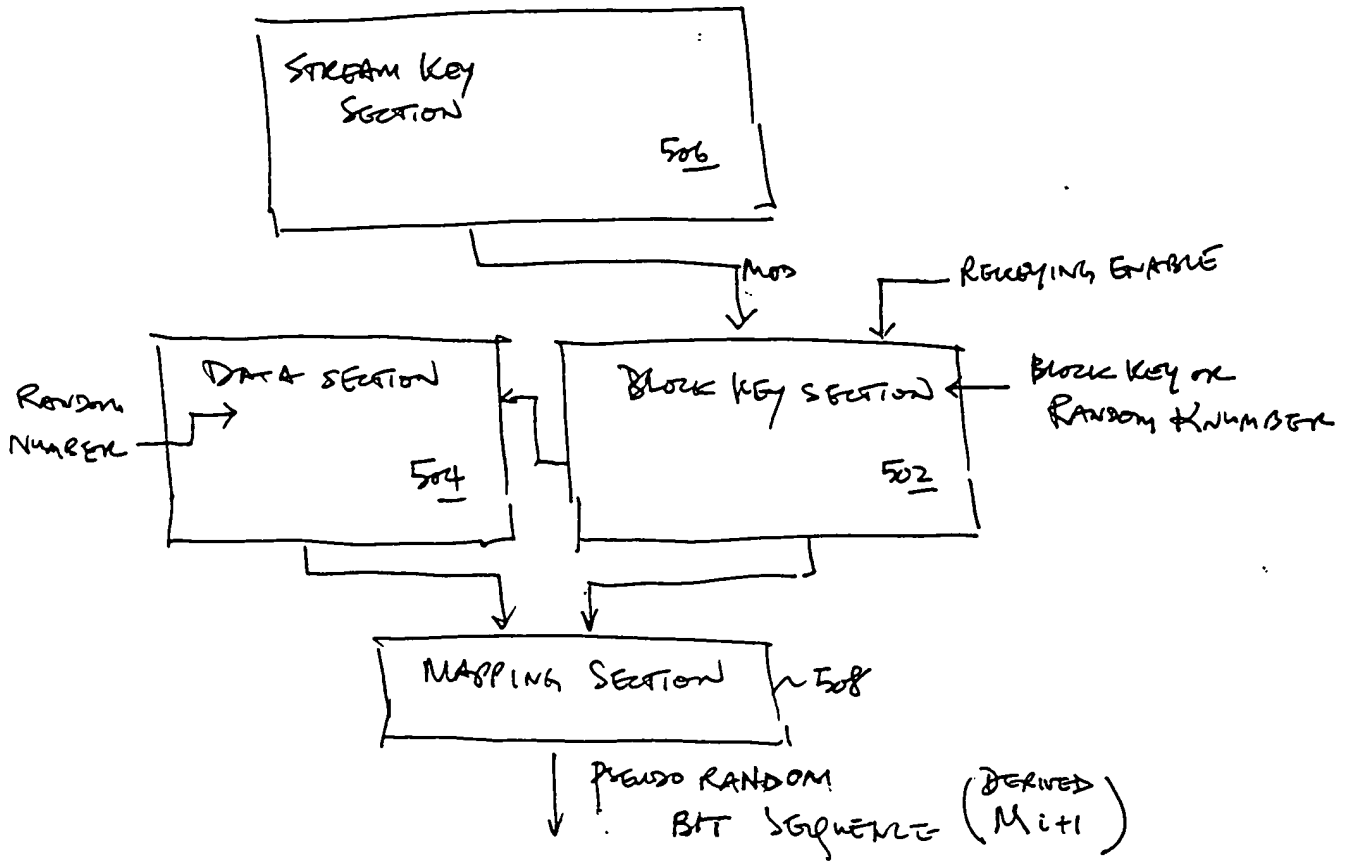 STREAM KEY
SECTION
506
MOD
REKEYING ENABLE
DATA SECTION
BLOCK KEY SECTION
BLOCK KEY OR
RANDOM KNUMBER
RANDOM
NUMBER
504
502
MAPPING SECTION
508
PSEUDO RANDOM
BIT SEQUENCE (DERIVED
Mi+1)